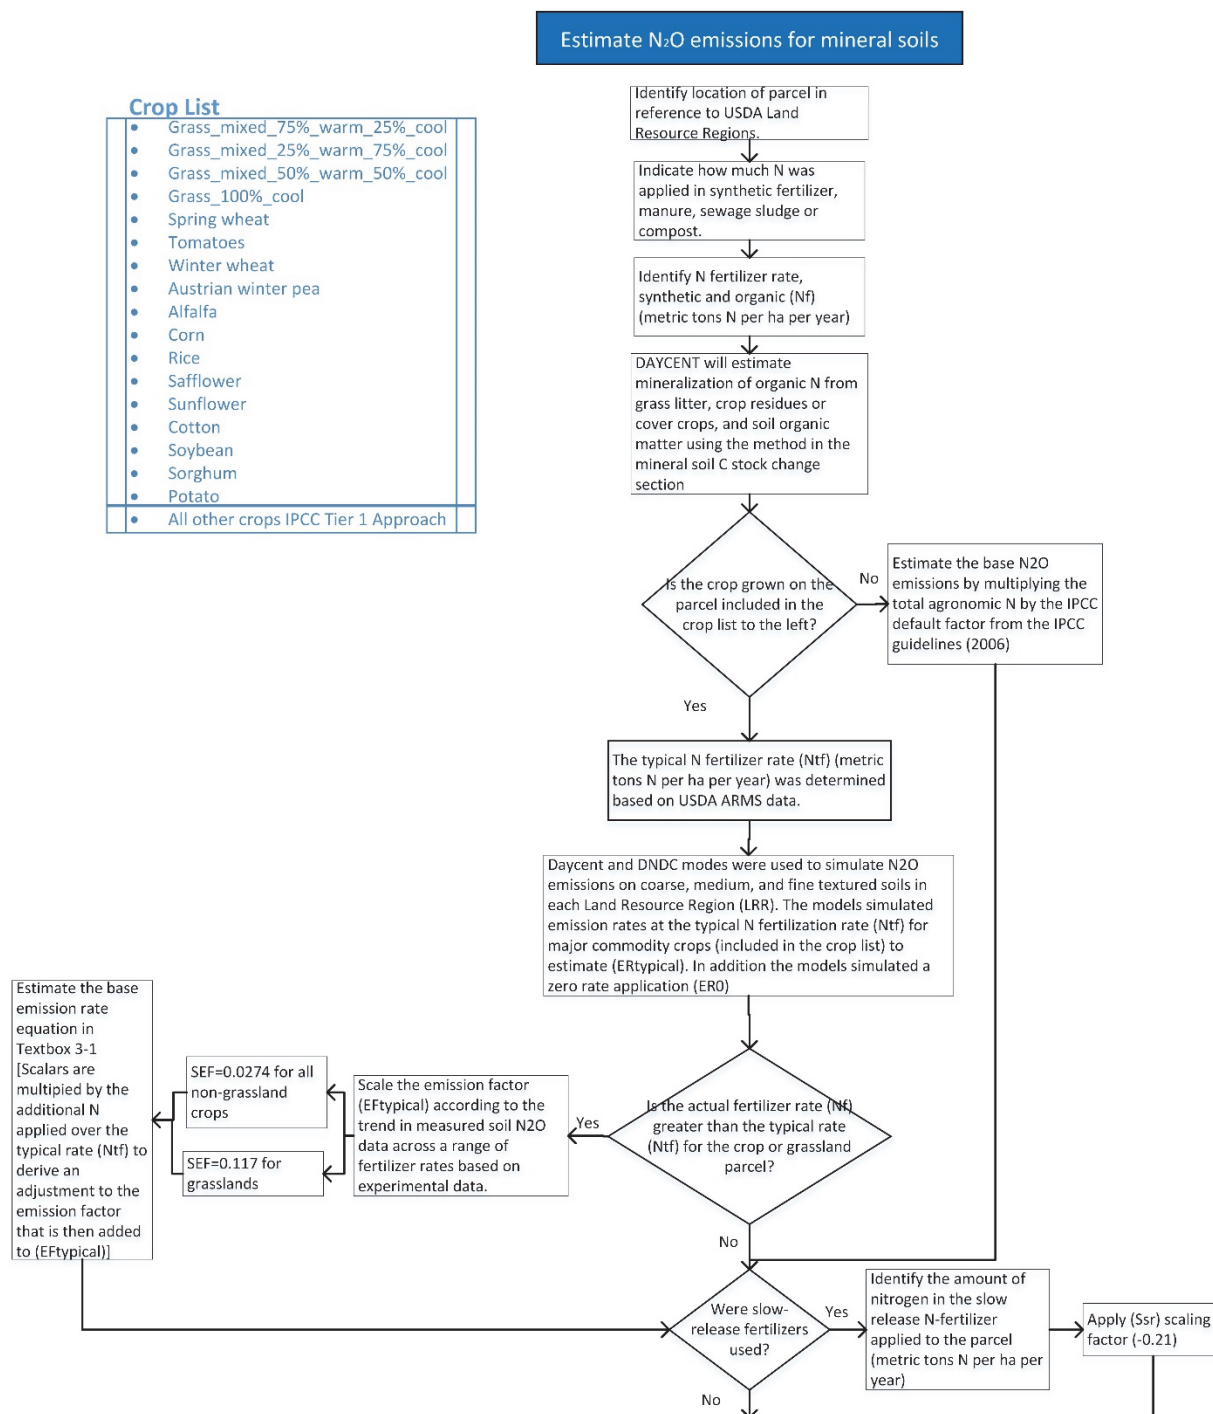 Estimate N₂O emissions for mineral soils
Crop List
• Grass_mixed_75%_warm_25%_cool
• Grass_mixed_25%_warm_75%_cool
• Grass_mixed_50%_warm_50%_cool
• Grass_100%_cool
• Spring wheat
• Tomatoes
• Winter wheat
• Austrian winter pea
• Alfalfa
• Corn
• Rice
• Safflower
• Sunflower
• Cotton
• Soybean
• Sorghum
• Potato
• All other crops IPCC Tier 1 Approach
Identify location of parcel in
reference to USDA Land
Resource Regions.
Indicate how much N was
applied in synthetic fertilizer,
manure, sewage sludge or
compost.
Identify N fertilizer rate,
synthetic and organic (Nf)
(metric tons N per ha per year)
DAYCENT will estimate
mineralization of organic N from
grass litter, crop residues or
cover crops, and soil organic
matter using the method in the
mineral soil C stock change
section
Is the crop grown on the
parcel included in the
crop list to the left?
No
Estimate the base N2O
emissions by multiplying the
total agronomic N by the IPCC
default factor from the IPCC
guidelines (2006)
Yes
The typical N fertilizer rate (Ntf) (metric
tons N per ha per year) was determined
based on USDA ARMS data.
Daycent and DNDC modes were used to simulate N2O
emissions on coarse, medium, and fine textured soils in
each Land Resource Region (LRR). The models simulated
emission rates at the typical N fertilization rate (Ntf) for
major commodity crops (included in the crop list) to
estimate (ERtypical). In addition the models simulated a
zero rate application (ER0)
Is the actual fertilizer rate (Nf)
greater than the typical rate
(Ntf) for the crop or grassland
parcel?
Yes
Scale the emission factor
(EFtypical) according to the
trend in measured soil N2O
data across a range of
fertilizer rates based on
experimental data.
SEF=0.0274 for all
non-grassland
crops
SEF=0.117 for
grasslands
Estimate the base
emission rate
equation in
Textbox 3-1
[Scalars are
multipied by the
additional N
applied over the
typical rate (Ntf) to
derive an
adjustment to the
emission factor
that is then added
to (EFtypical)]
No
Were slow-
release fertilizers
used?
Yes
Identify the amount of
nitrogen in the slow
release N-fertilizer
applied to the parcel
(metric tons N per ha per
year)
Apply (Ssr) scaling
factor (-0.21)
No